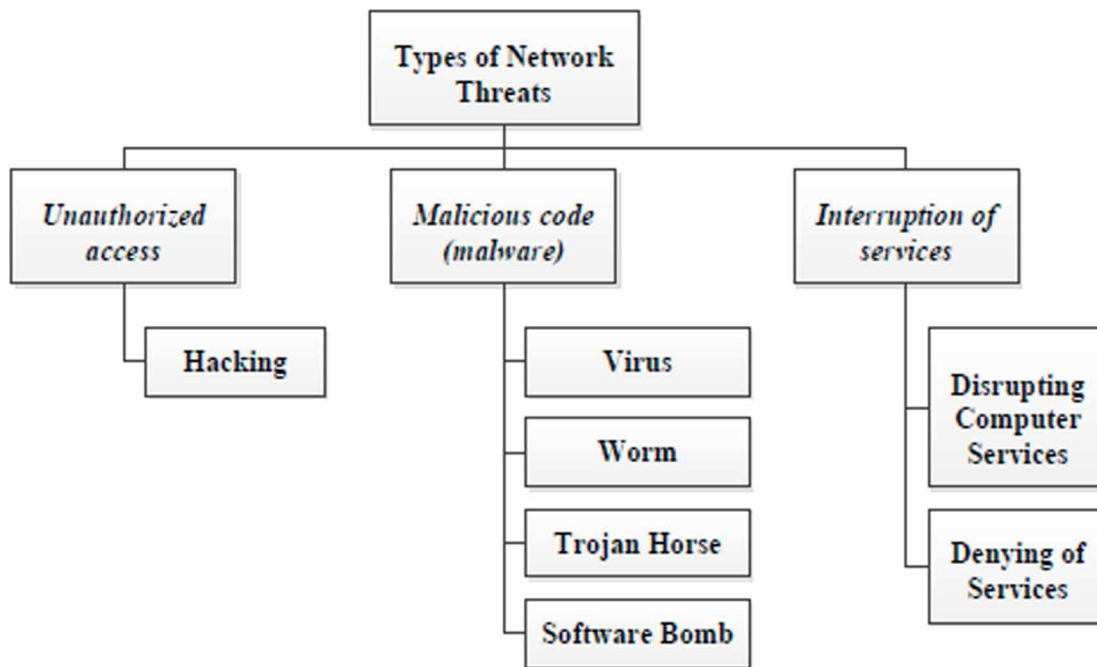 Types of Network
Threats
Unauthorized
access
Malicious code
(malware)
Interruption of
services
Hacking
Virus
Worm
Trojan Horse
Software Bomb
Disrupting
Computer
Services
Denying of
Services